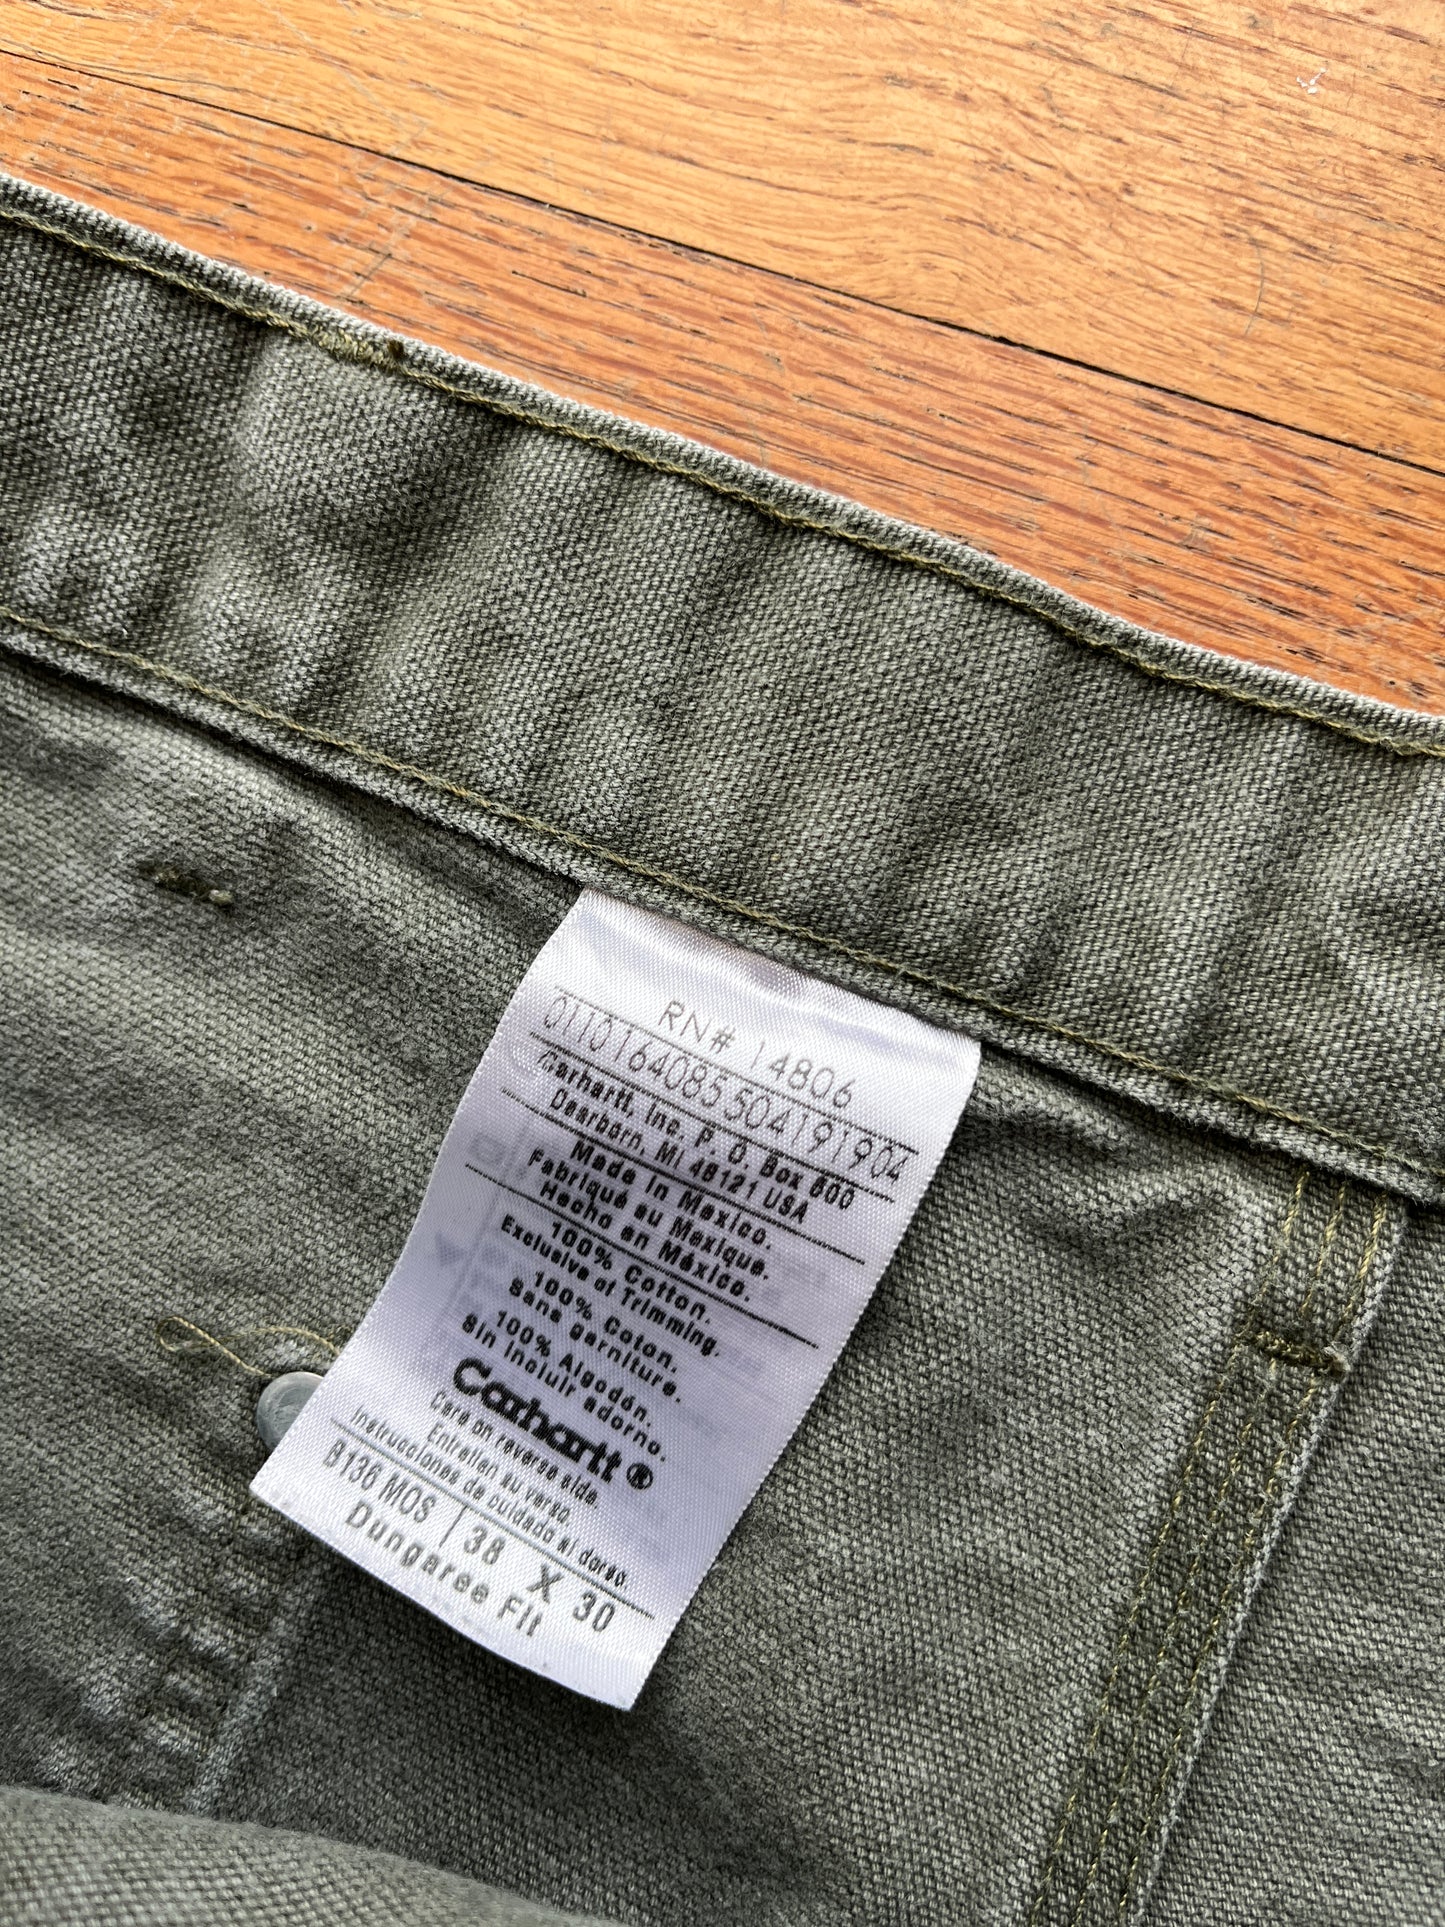 RN# 14806
0110164085504191904
Carhartt, Inc. P. O. Box 600
Dearborn, MI 48121 USA
Made in Mexico.
Fabriqué au Mexique.
Hecho en México.
100% Cotton.
Exclusive of Trimming.
100% Coton.
Sans garniture.
100% Algodón.
Sin incluir adorno.
Carhartt®
Care on reverse side.
Entretien au verso
Instrucciones de cuidado al dorso.
B136 MOS | 38 X 30
Dungaree Fit